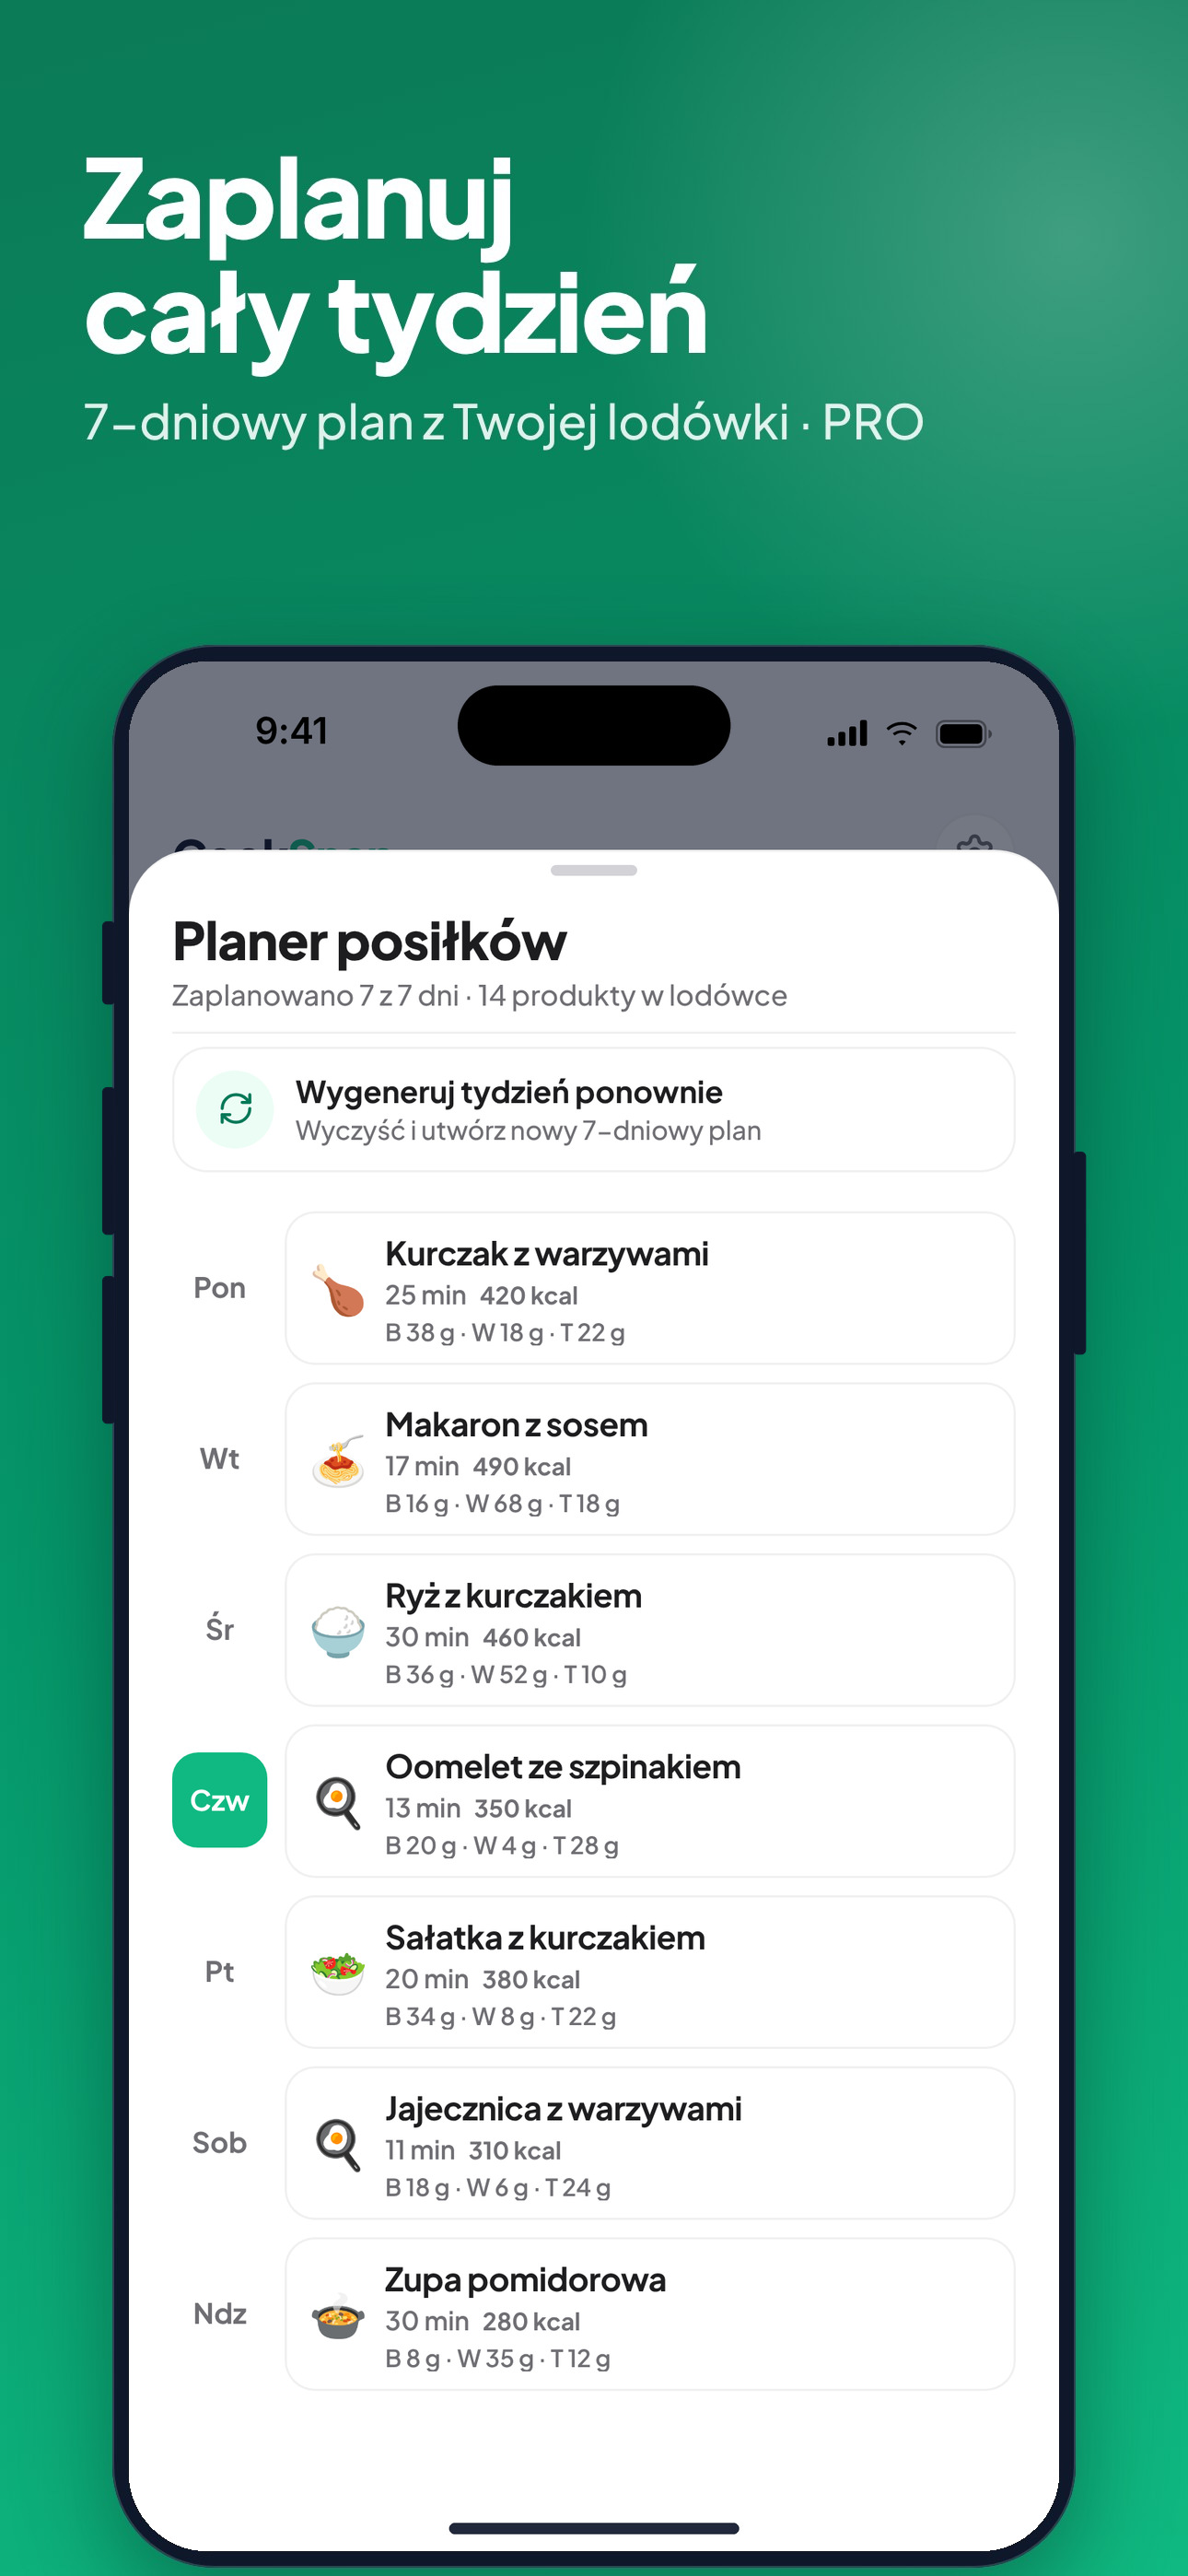 Zaplanuj
cały tydzień
7-dniowy plan z Twojej lodówki · PRO
9:41
Planer posiłków
Zaplanowano 7 z 7 dni · 14 produkty w lodówce
Wygeneruj tydzień ponownie
Wyczyść i utwórz nowy 7-dniowy plan
Pon
Kurczak z warzywami
25 min 420 kcal
B 38 g · W 18 g · T 22 g
Wt
Makaron z sosem
17 min 490 kcal
B 16 g · W 68 g · T 18 g
Śr
Ryż z kurczakiem
30 min 460 kcal
B 36 g · W 52 g · T 10 g
Czw
Oomelet ze szpinakiem
13 min 350 kcal
B 20 g · W 4 g · T 28 g
Pt
Sałatka z kurczakiem
20 min 380 kcal
B 34 g · W 8 g · T 22 g
Sob
Jajecznica z warzywami
11 min 310 kcal
B 18 g · W 6 g · T 24 g
Ndz
Zupa pomidorowa
30 min 280 kcal
B 8 g · W 35 g · T 12 g